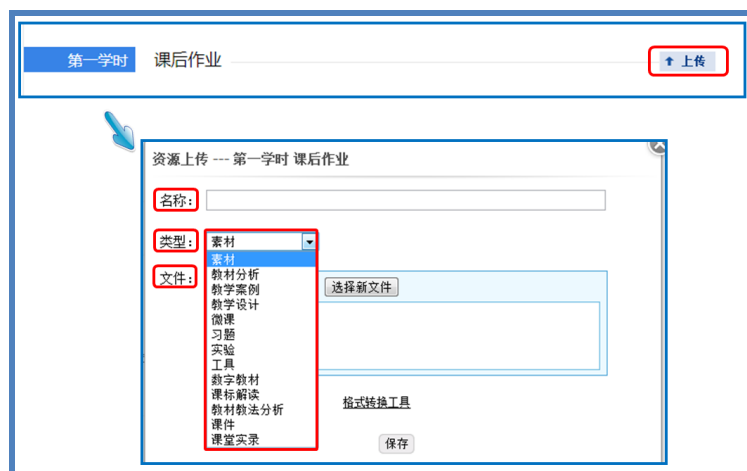 第一学时 课后作业 上传
资源上传 --- 第一学时 课后作业
名称：
类型： 素材
素材
文件： 教材分析
教学案例 选择新文件
教学设计
微课
习题
实验
工具
数字教材
课标解读
教材教法分析 格式转换工具
课件
课堂实录 保存